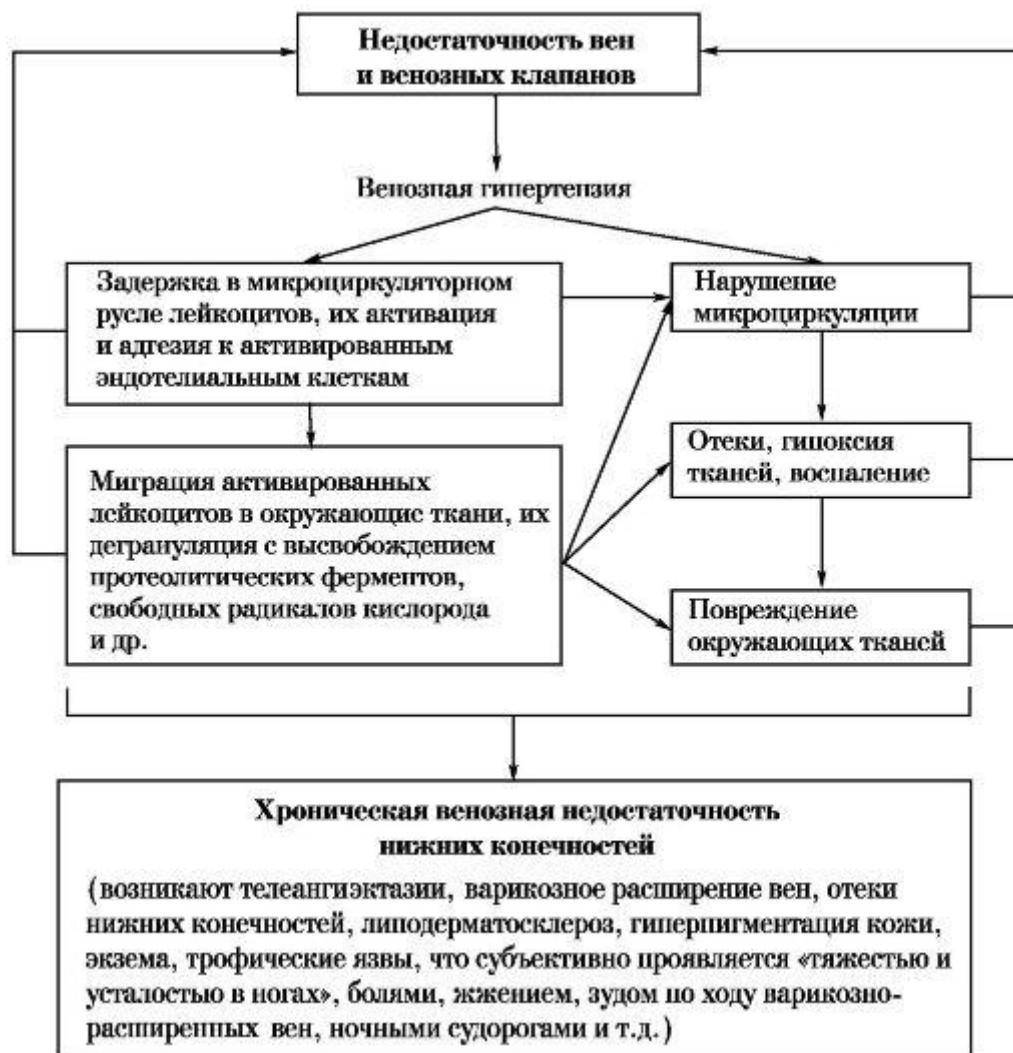 Недостаточность вен
и венозных клапанов
Венозная гипертензия
Задержка в микроциркуляторном
русле лейкоцитов, их активация
и адгезия к активированным
эндотелиальным клеткам
Нарушение
микроциркуляции
Миграция активированных
лейкоцитов в окружающие ткани, их
дегрануляция с высвобождением
протеолитических ферментов,
свободных радикалов кислорода
и др.
Отеки, гипоксия
тканей, воспаление
Повреждение
окружающих тканей
Хроническая венозная недостаточность
нижних конечностей
(возникают телеангиэктазии, варикозное расширение вен, отеки
нижних конечностей, липодерматосклероз, гиперпигментация кожи,
экзема, трофические язвы, что субъективно проявляется «тяжестью и
усталостью в ногах», болями, жжением, зудом по ходу варикозно-
расширенных вен, ночными судорогами и т.д.)